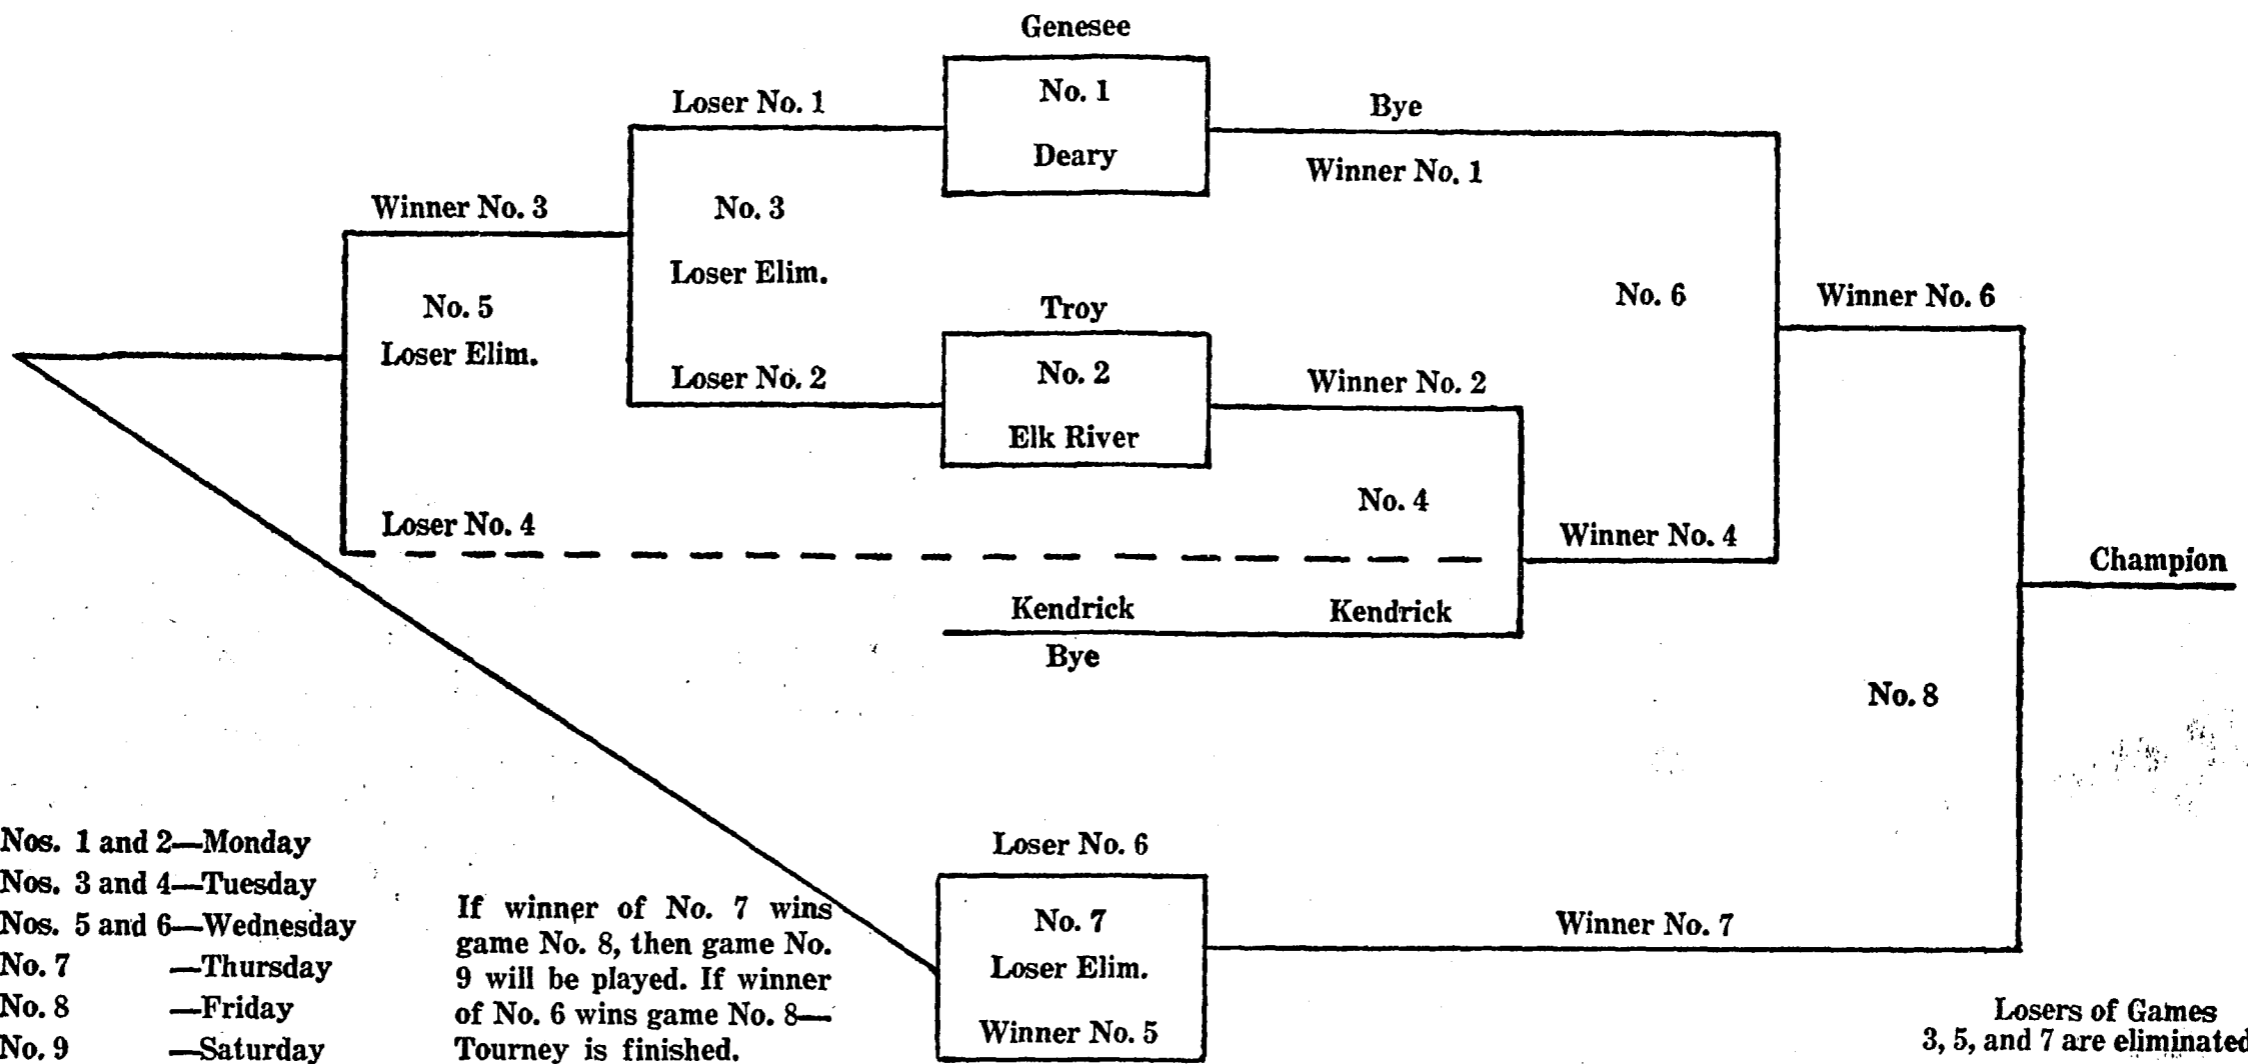 Genesee
No. 1
Deary
Loser No. 1
Bye
Winner No. 1
Winner No. 3
No. 3
Loser Elim.
No. 5
Loser Elim.
Troy
No. 6
Winner No. 6
Loser No. 2
No. 2
Elk River
Winner No. 2
No. 4
Loser No. 4
Winner No. 4
Champion
Kendrick
Kendrick
Bye
No. 8
Loser No. 6
No. 7
Loser Elim.
Winner No. 5
Winner No. 7
Nos. 1 and 2—Monday
Nos. 3 and 4—Tuesday
Nos. 5 and 6—Wednesday
No. 7 —Thursday
No. 8 —Friday
No. 9 —Saturday
If winner of No. 7 wins
game No. 8, then game No.
9 will be played. If winner
of No. 6 wins game No. 8—
Tourney is finished.
Losers of Games
3, 5, and 7 are eliminated